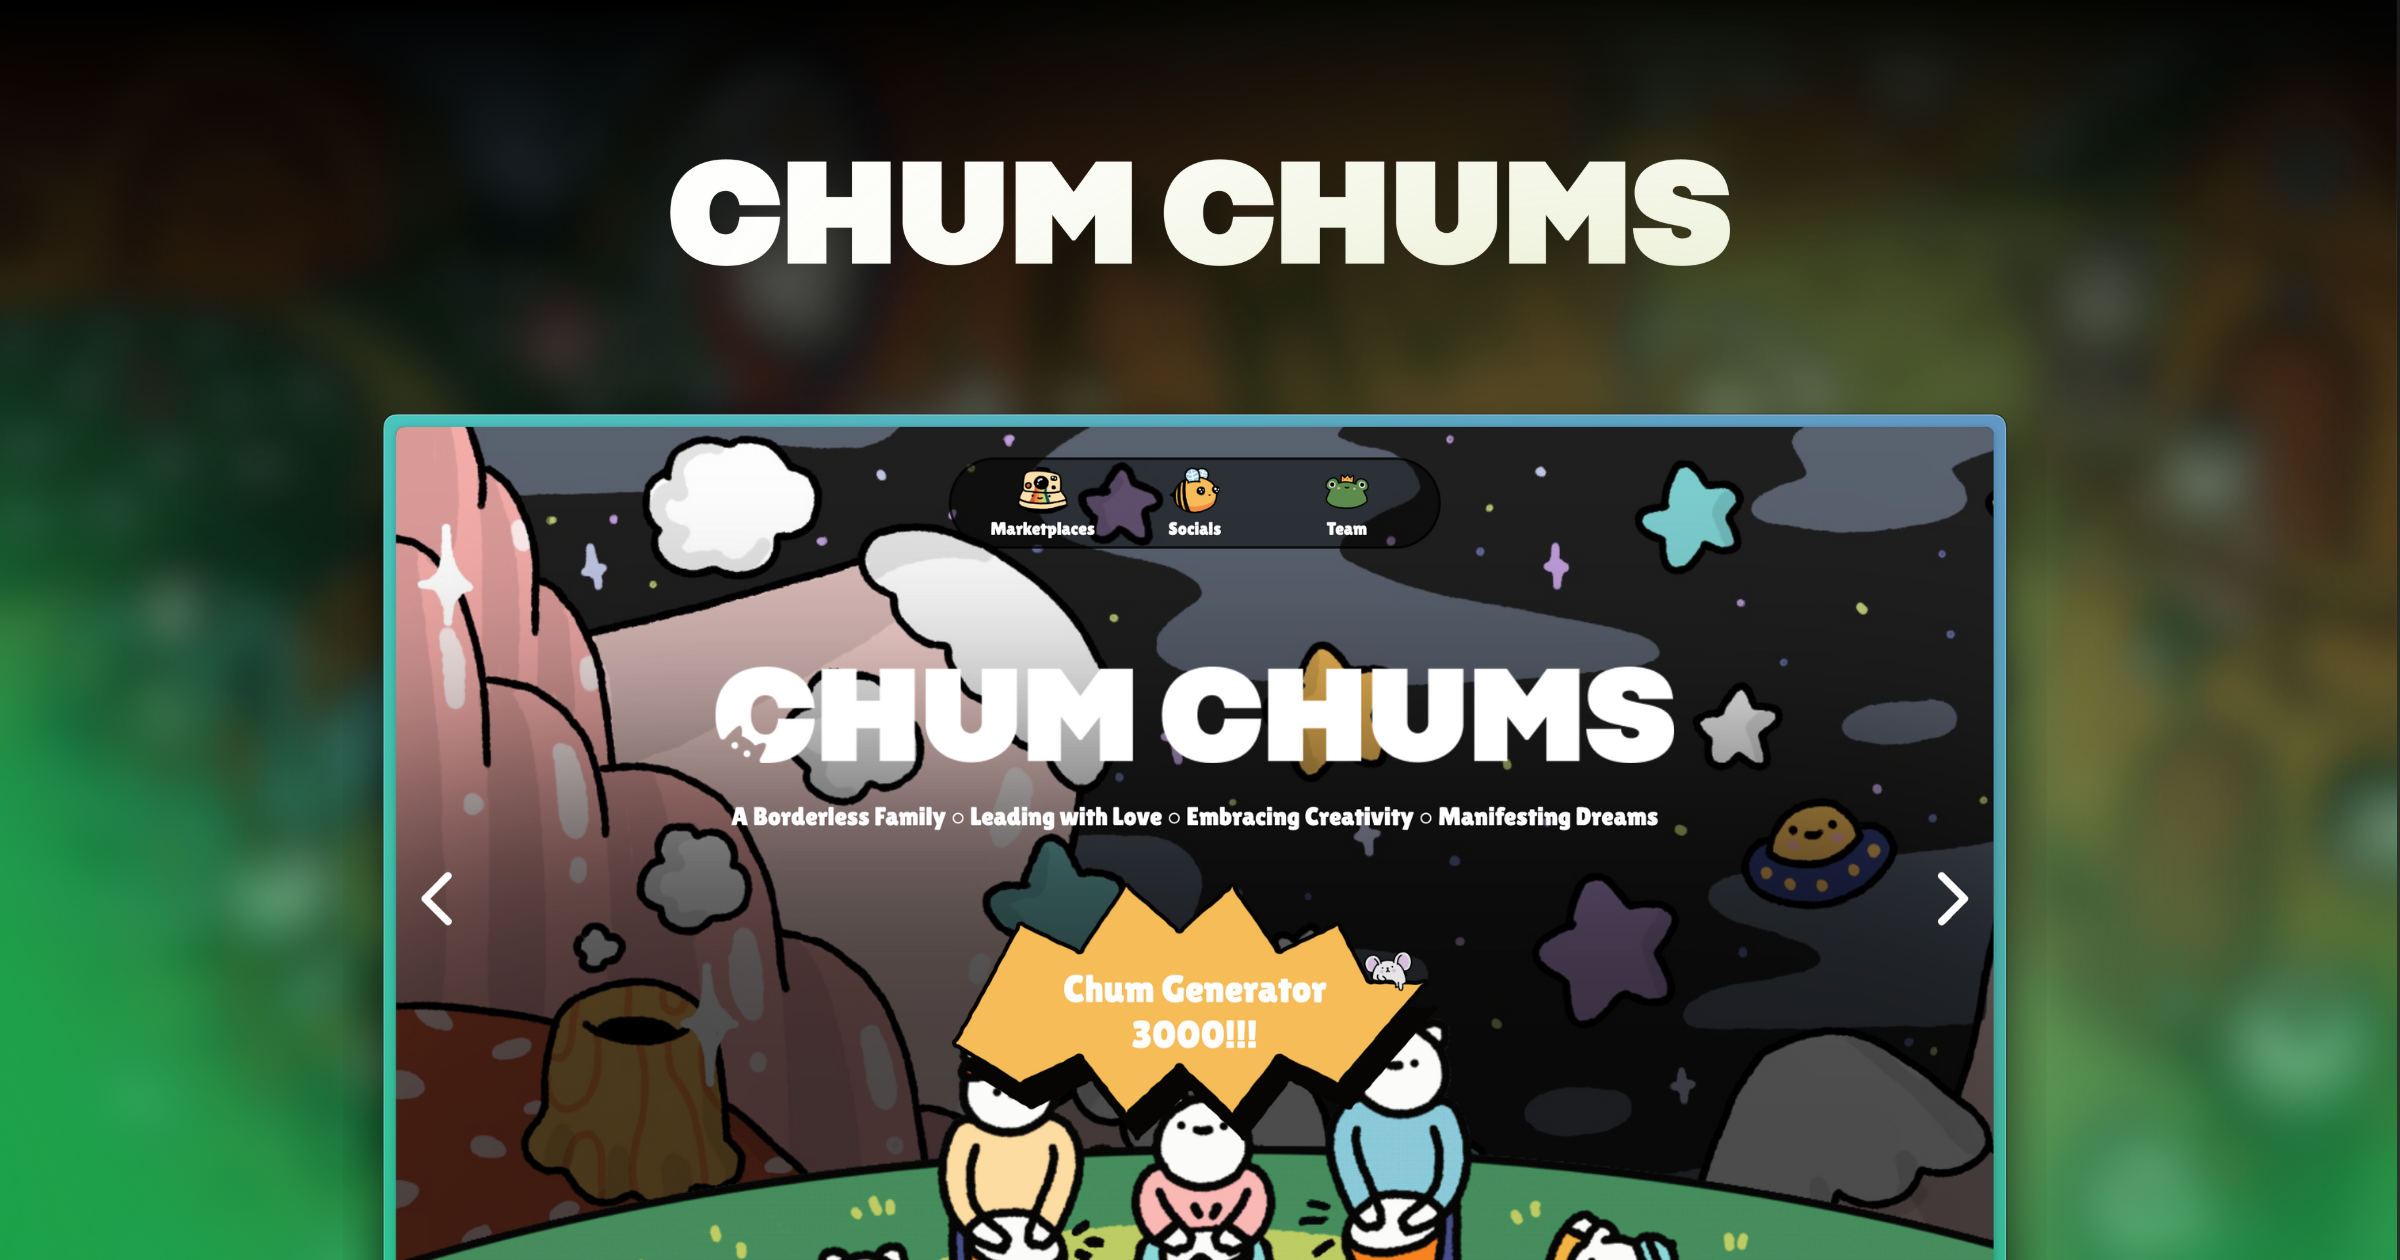 CHUM CHUMS
Marketplaces
Socials
Team
CHUM CHUMS
A Borderless Family ○ Leading with Love ○ Embracing Creativity ○ Manifesting Dreams
Chum Generator
3000!!!